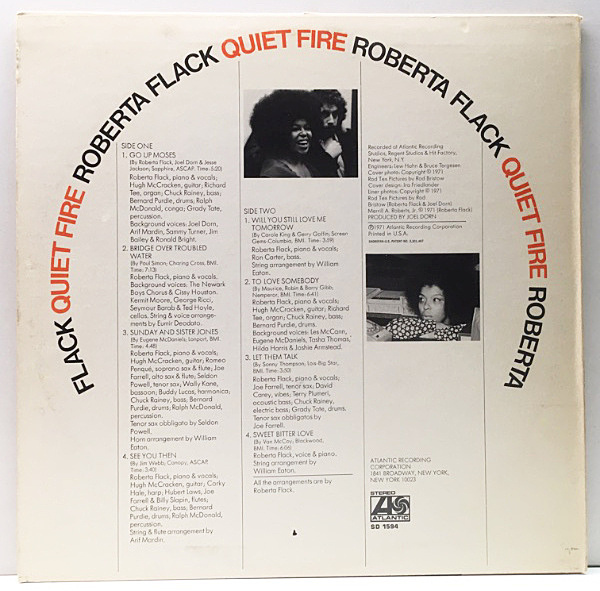 FLACK QUIET FIRE ROBERTA FLACK QUIET FIRE ROBERTA FLACK QUIET FIRE ROBERTA
SIDE ONE
1. GO UP MOSES
(By Roberta Flack, Joel Dorn & Jesse
Jackson, Sapphira, ASCAP. Time: 5:20)
Roberta Flack, piano & vocals;
Hugh McCracken, guitar; Richard
Tee, organ; Chuck Rainey, bass;
Bernard Purdie, drums; Ralph
McDonald, conga; Grady Tate,
percussion.
Background voices: Joel Dorn,
Arif Mardin, Sammy Turner, Jim
Bailey & Ronald Bright.
2. BRIDGE OVER TROUBLED
WATER
(By Paul Simon; Charing Cross, BMI.
Time: 7:13)
Roberta Flack, piano & vocals.
Background voices: The Newark
Boys Chorus & Cissy Houston.
Kermit Moore, George Ricci,
Seymour Barab & Ted Hoyle,
cellos. String & voice arrange-
ments by Eumir Deodato.
3. SUNDAY AND SISTER JONES
(By Eugene McDaniels; Lonport, BMI.
Time: 4:48)
Roberta Flack, piano & vocals;
Hugh McCracken, guitar; Romeo
Penque, soprano sax & flute; Joe
Farrell, alto sax & flute; Seldon
Powell, tenor sax; Wally Kane,
bassoon; Buddy Lucas, harmonica;
Chuck Rainey, bass; Bernard
Purdie, drums; Ralph McDonald,
percussion.
Tenor sax obbligato by Seldon
Powell.
Horn arrangement by William
Eaton.
4. SEE YOU THEN
(By Jim Webb; Canopy, ASCAP.
Time: 3:40)
Roberta Flack, piano & vocals;
Hugh McCracken, guitar; Corky
Hale, harp; Hubert Laws, Joe
Farrell & Billy Slapin, flutes;
Chuck Rainey, bass; Bernard
Purdie, drums; Ralph McDonald,
percussion.
String & flute arrangement by
Arif Mardin.
SIDE TWO
1. WILL YOU STILL LOVE ME
TOMORROW
(By Carole King & Gerry Goffin; Screen
Gems-Columbia, BMI. Time: 3:59)
Roberta Flack, piano & vocals;
Ron Carter, bass.
String arrangement by William
Eaton.
2. TO LOVE SOMEBODY
(By Maurice, Robin & Barry Gibb;
Nemperor, BMI. Time: 6:41)
Roberta Flack, piano & vocals;
Hugh McCracken, guitar; Richard
Tee, organ; Chuck Rainey, bass;
Bernard Purdie, drums.
Background voices: Les McCann,
Eugene McDaniels, Tasha Thomas,
Hilda Harris & Joshie Armstead.
3. LET THEM TALK
(By Sonny Thompson; Lois-Big Star,
BMI. Time: 3:50)
Roberta Flack, piano & vocals;
Joe Farrell, tenor sax; David
Carey, vibes; Terry Plumeri,
acoustic bass; Chuck Rainey,
electric bass; Grady Tate, drums.
Tenor sax obbligatos by
Joe Farrell.
4. SWEET BITTER LOVE
(By Van McCoy; Blackwood,
BMI. Time: 6:06)
Roberta Flack, voice & piano.
String arrangement by
William Eaton.
All the arrangements are by
Roberta Flack.
Recorded at Atlantic Recording
Studios, Regent Studios & Hit Factory,
New York, N.Y.
Engineers: Lew Hahn & Bruce Tergesen.
Cover photo: Copyright © 1971
Rod Tex Pictures by Rod Bristow
Cover design: Ira Friedlander
Liner photos: Copyright © 1971
Rod Tex Pictures by Rod
Bristow (Roberta Flack & Joel Dorn)
Merrill A. Roberts, Jr. © 1971 (Roberta Flack)
PRODUCED BY JOEL DORN
℗ 1971 Atlantic Recording Corporation
Printed in U.S.A.
ATLANTIC RECORDING
CORPORATION
1841 BROADWAY, NEW YORK,
NEW YORK 10023
STEREO
ATLANTIC
SD 1594